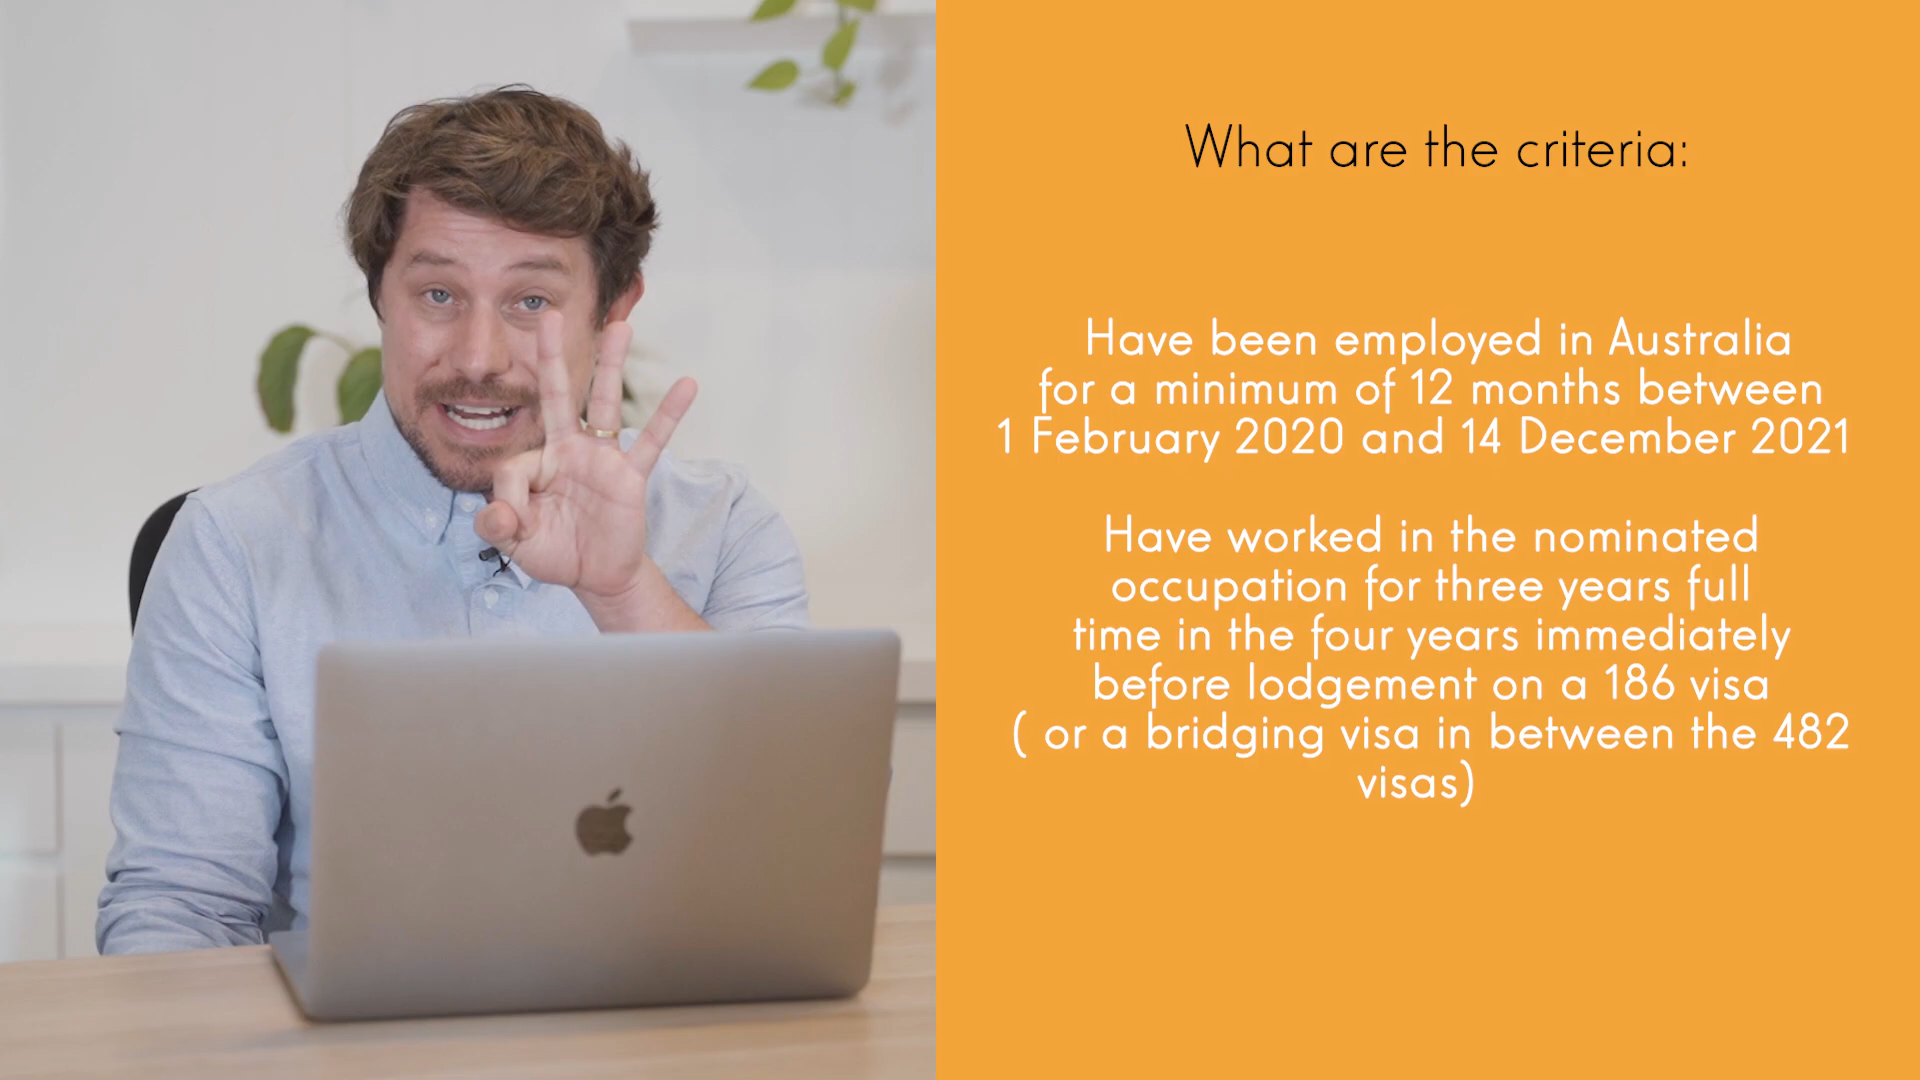 What are the criteria:
Have been employed in Australia
for a minimum of 12 months between
1 February 2020 and 14 December 2021
Have worked in the nominated
occupation for three years full
time in the four years immediately
before lodgement on a 186 visa
( or a bridging visa in between the 482
visas)